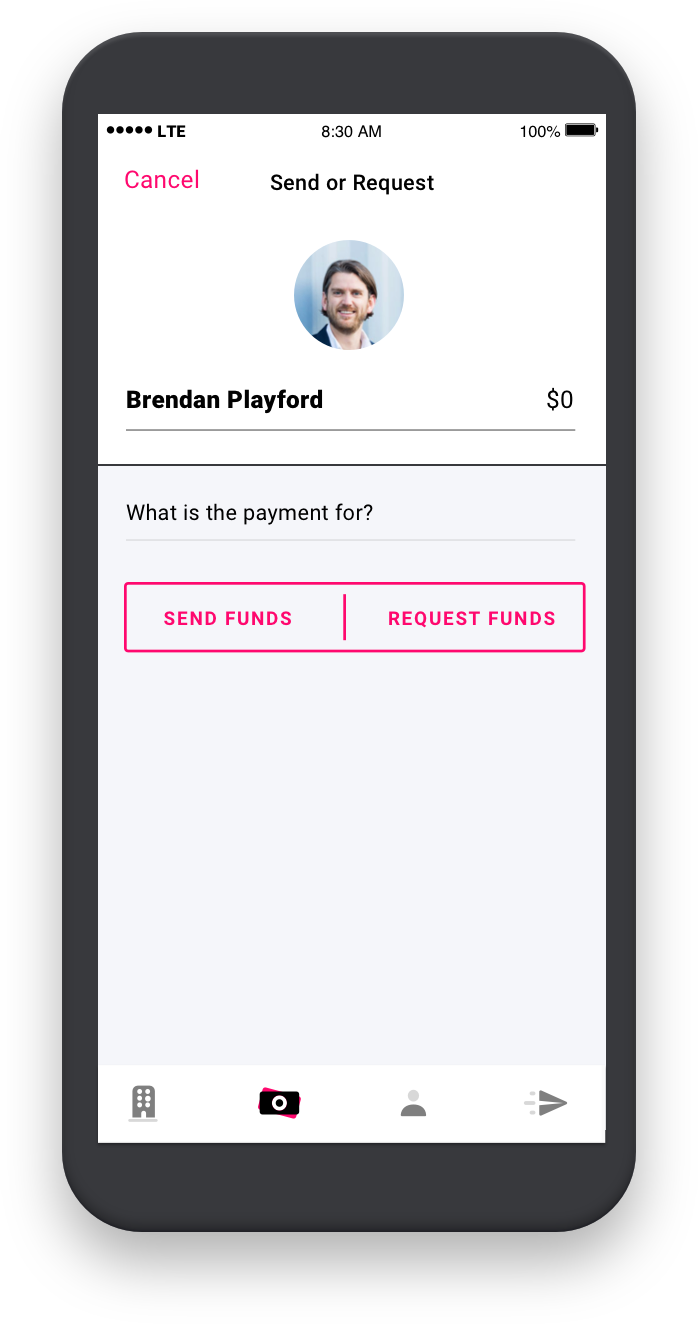 LTE 8:30 AM 100%
Cancel Send or Request
Brendan Playford $0
What is the payment for?
SEND FUNDS REQUEST FUNDS